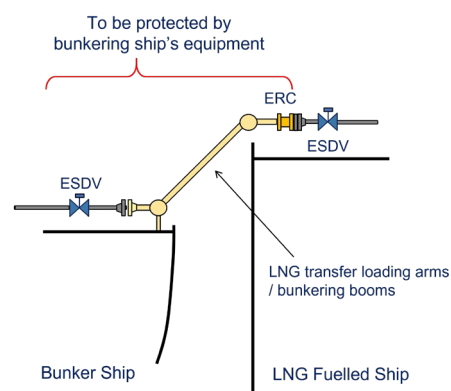 To be protected by
bunkering ship's equipment
ERC
ESDV
ESDV
LNG transfer loading arms
/ bunkering booms
Bunker Ship
LNG Fuelled Ship